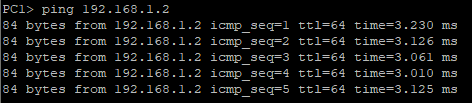 PC1> ping 192.168.1.2
84 bytes from 192.168.1.2 icmp_seq=1 ttl=64 time=3.230 ms
84 bytes from 192.168.1.2 icmp_seq=2 ttl=64 time=3.126 ms
84 bytes from 192.168.1.2 icmp_seq=3 ttl=64 time=3.061 ms
84 bytes from 192.168.1.2 icmp_seq=4 ttl=64 time=3.010 ms
84 bytes from 192.168.1.2 icmp_seq=5 ttl=64 time=3.125 ms